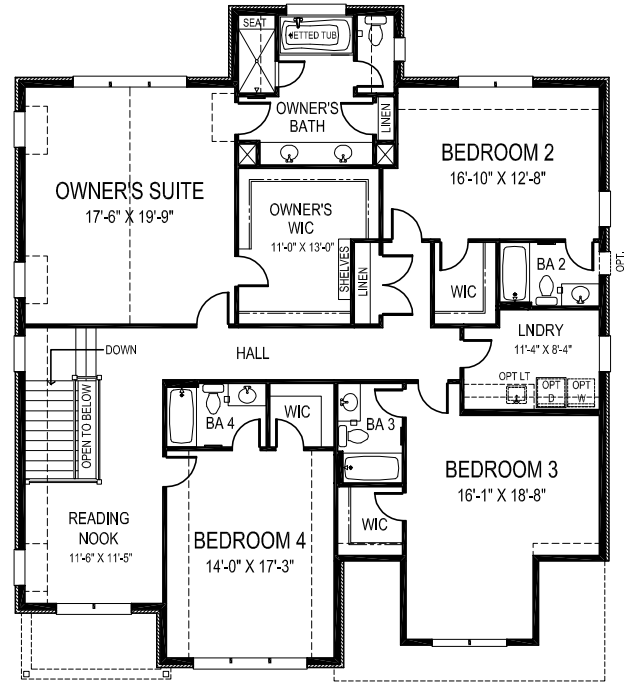 SEAT
JETTED TUB
OWNER'S
BATH
LINEN
OWNER'S SUITE
17'-6" X 19'-9"
BEDROOM 2
16'-10" X 12'-8"
OWNER'S
WIC
11'-0" X 13'-0"
SHELVES
LINEN
WIC
BA 2
OPT.
LNDRY
11'-4" X 8'-4"
OPT LT
OPT
D
OPT
W
DOWN
HALL
OPEN TO BELOW
BA 4
WIC
BA 3
BEDROOM 3
16'-1" X 18'-8"
WIC
READING
NOOK
11'-6" X 11'-5"
BEDROOM 4
14'-0" X 17'-3"